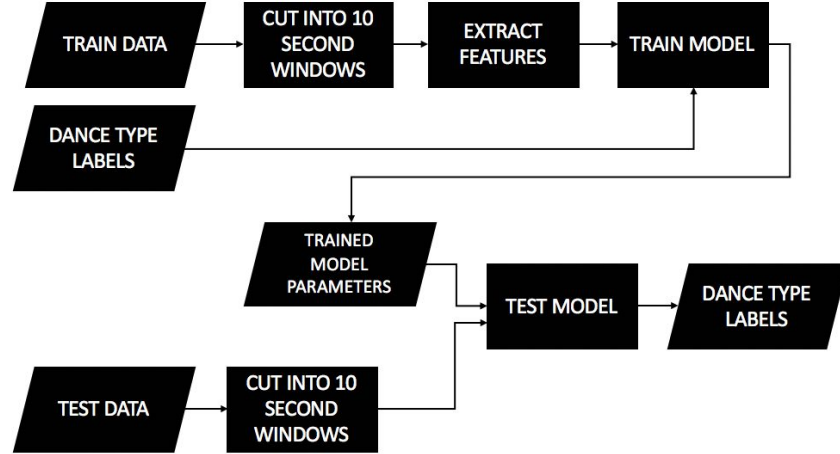 TRAIN DATA
CUT INTO 10
SECOND
WINDOWS
EXTRACT
FEATURES
TRAIN MODEL
DANCE TYPE
LABELS
TRAINED
MODEL
PARAMETERS
TEST MODEL
DANCE TYPE
LABELS
TEST DATA
CUT INTO 10
SECOND
WINDOWS